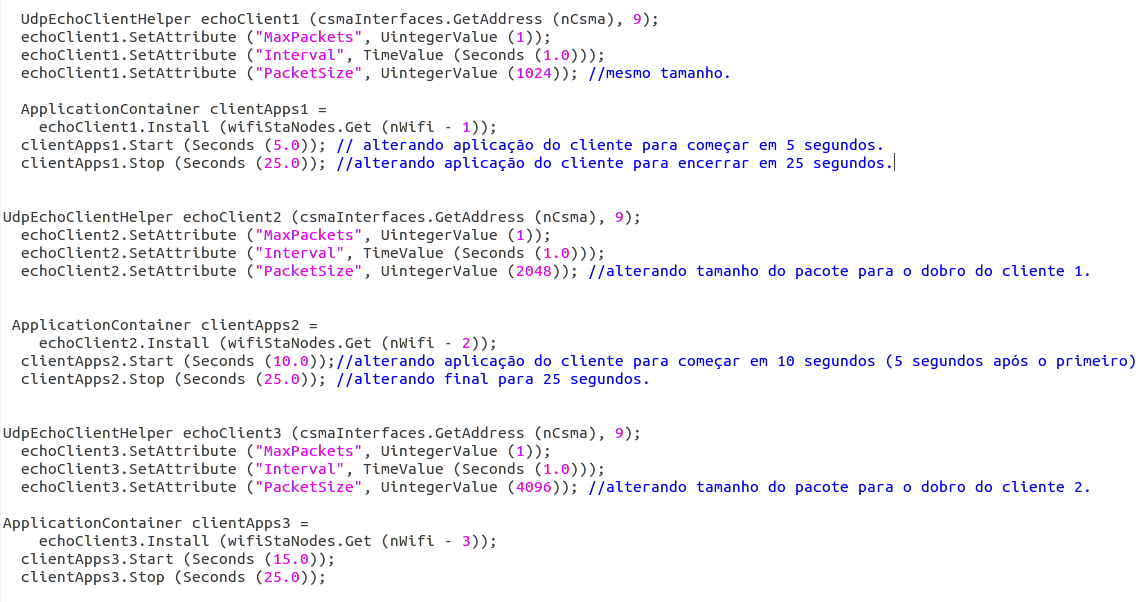 UdpEchoClientHelper echoClient1 (csmaInterfaces.GetAddress (nCsma), 9);
echoClient1.SetAttribute ("MaxPackets", UintegerValue (1));
echoClient1.SetAttribute ("Interval", TimeValue (Seconds (1.0)));
echoClient1.SetAttribute ("PacketSize", UintegerValue (1024)); //mesmo tamanho.
ApplicationContainer clientApps1 =
echoClient1.Install (wifiStaNodes.Get (nWifi - 1));
clientApps1.Start (Seconds (5.0)); // alterando aplicação do cliente para começar em 5 segundos.
clientApps1.Stop (Seconds (25.0)); //alterando aplicação do cliente para encerrar em 25 segundos.
UdpEchoClientHelper echoClient2 (csmaInterfaces.GetAddress (nCsma), 9);
echoClient2.SetAttribute ("MaxPackets", UintegerValue (1));
echoClient2.SetAttribute ("Interval", TimeValue (Seconds (1.0)));
echoClient2.SetAttribute ("PacketSize", UintegerValue (2048)); //alterando tamanho do pacote para o dobro do cliente 1.
ApplicationContainer clientApps2 =
echoClient2.Install (wifiStaNodes.Get (nWifi - 2));
clientApps2.Start (Seconds (10.0));//alterando aplicação do cliente para começar em 10 segundos (5 segundos após o primeiro)
clientApps2.Stop (Seconds (25.0)); //alterando final para 25 segundos.
UdpEchoClientHelper echoClient3 (csmaInterfaces.GetAddress (nCsma), 9);
echoClient3.SetAttribute ("MaxPackets", UintegerValue (1));
echoClient3.SetAttribute ("Interval", TimeValue (Seconds (1.0)));
echoClient3.SetAttribute ("PacketSize", UintegerValue (4096)); //alterando tamanho do pacote para o dobro do cliente 2.
ApplicationContainer clientApps3 =
echoClient3.Install (wifiStaNodes.Get (nWifi - 3));
clientApps3.Start (Seconds (15.0));
clientApps3.Stop (Seconds (25.0));